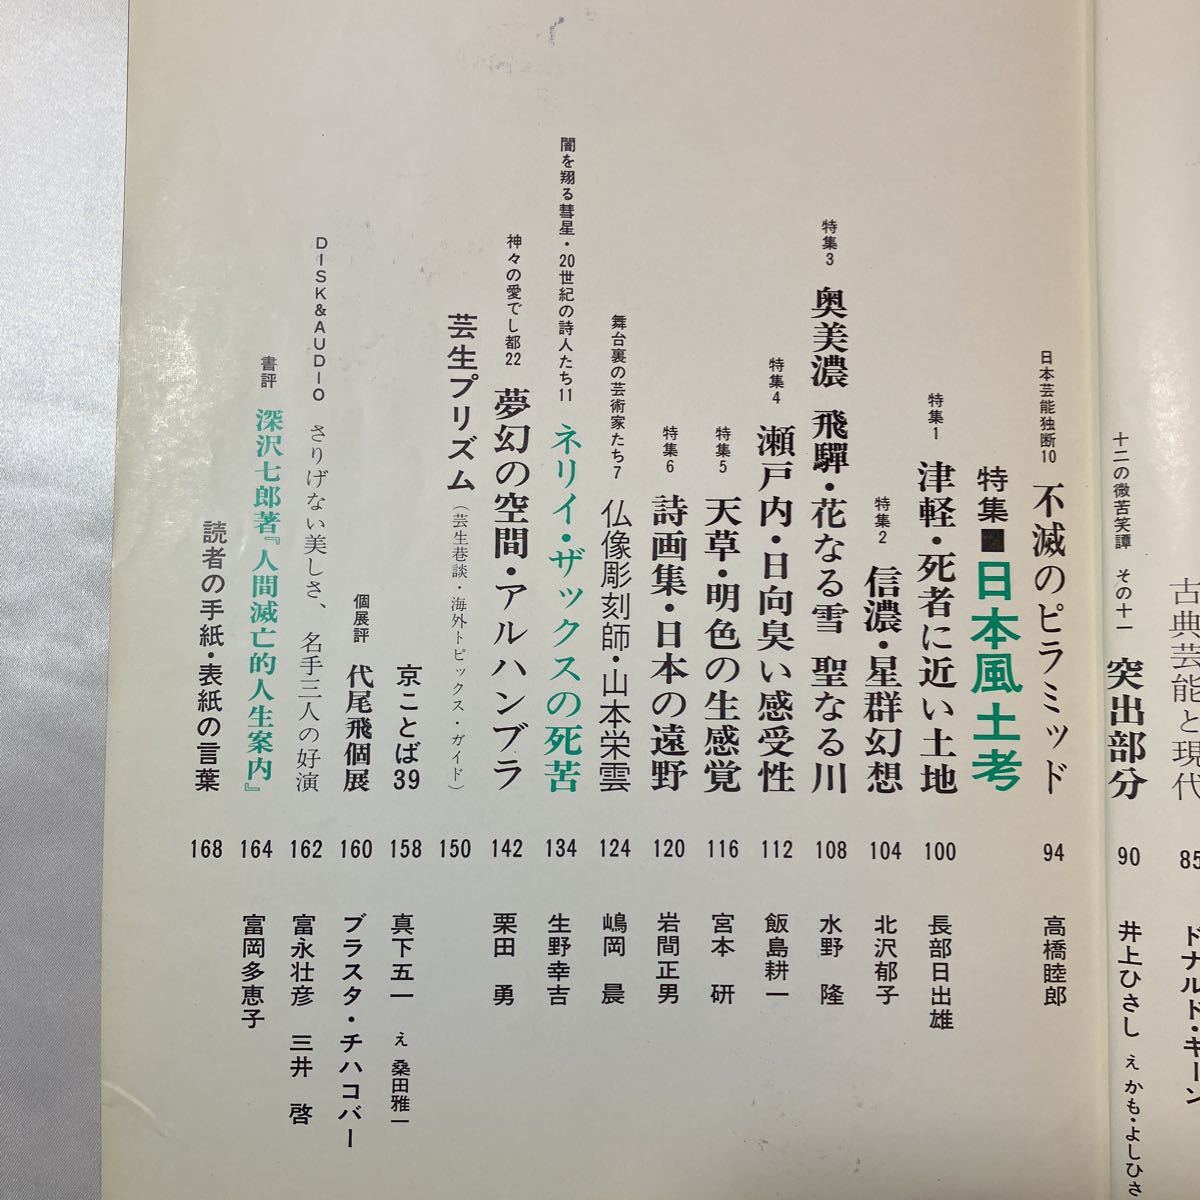 古典芸能と現代 85 ドナルド・キーン
十二の微苦笑譚 その十一 突出部分 90 井上ひさし え かも・よしひさ
日本芸能独断10 不滅のピラミッド 94 高橋睦郎
特集■日本風土考
特集1 津軽・死者に近い土地 100 長部日出雄
特集2 信濃・星群幻想 104 北沢郁子
特集3 奥美濃 飛驒・花なる雪 聖なる川 108 水野 隆
特集4 瀬戸内・日向臭い感受性 112 飯島耕一
特集5 天草・明色の生感覚 116 宮本 研
特集6 詩画集・日本の遠野 120 岩間正男
舞台裏の芸術家たち7 仏像彫刻師・山本栄雲 124 嶋岡 晨
闇を翔る彗星・20世紀の詩人たち11 ネリイ・ザックスの死苦 134 生野幸吉
神々の愛でし都22 夢幻の空間・アルハンブラ 142 栗田 勇
芸生プリズム(芸生巷談・海外トピックス・ガイド) 150
京ことば39 158 真下五一 え 桑田雅一
個展評 代尾飛個展 160 ブラスタ・チハコバー
DISK&AUDIO さりげない美しさ、名手三人の好演 162 富永壮彦 三井 啓
書評 深沢七郎著『人間滅亡的人生案内』 164 富岡多恵子
読者の手紙・表紙の言葉 168